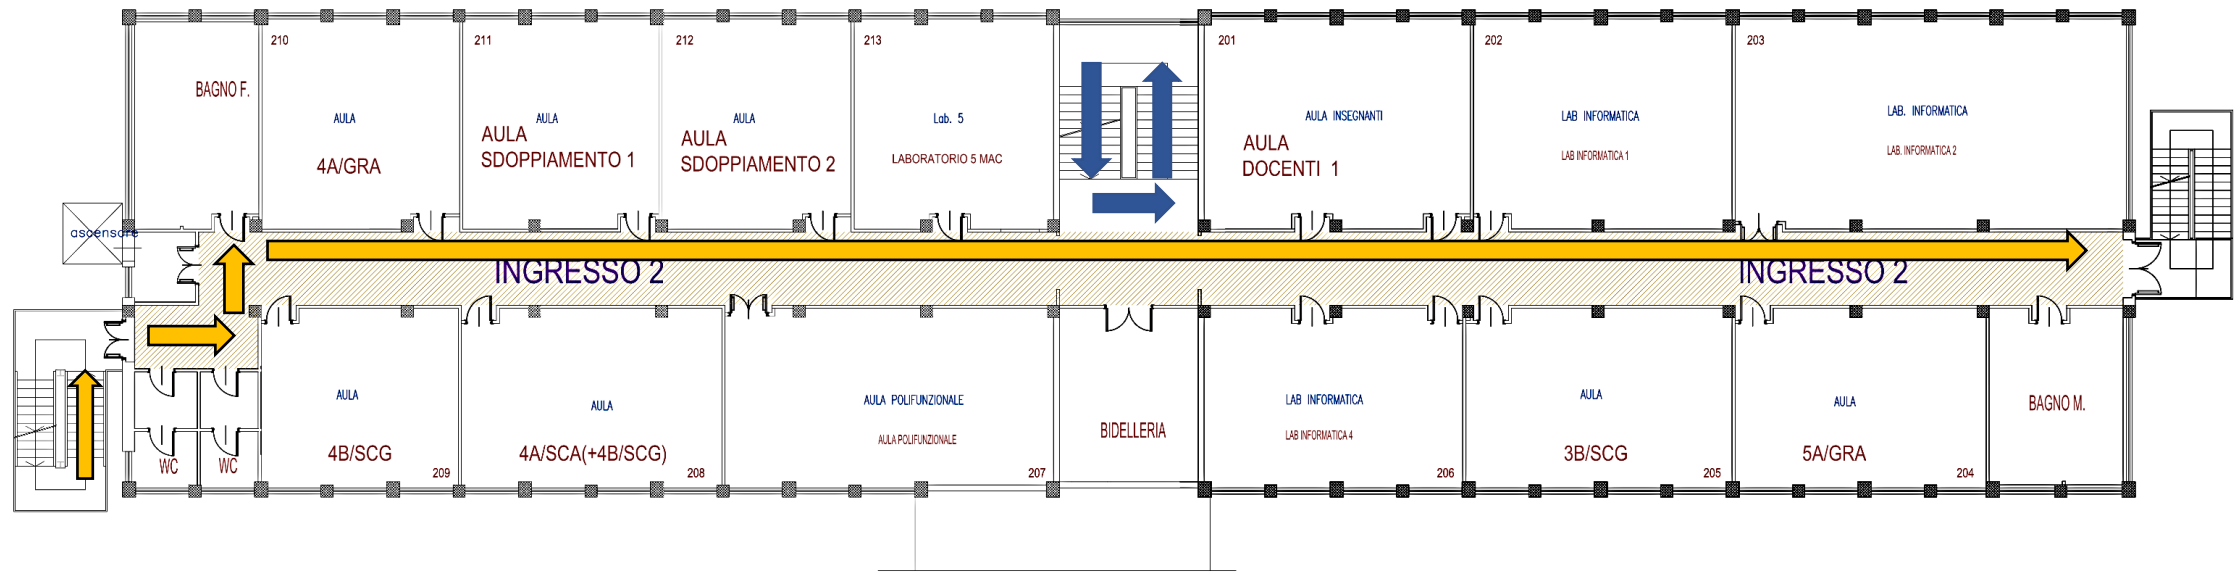 210
211
212
213
201
202
203
BAGNO F.
AULA
4A/GRA
AULA
AULA
SDOPPIAMENTO 1
AULA
AULA
SDOPPIAMENTO 2
Lab. 5
LABORATORIO 5 MAC
AULA INSEGNANTI
AULA
DOCENTI 1
LAB INFORMATICA
LAB INFORMATICA 1
LAB. INFORMATICA
LAB. INFORMATICA 2
ascensore
INGRESSO 2
INGRESSO 2
WC
WC
AULA
4B/SCG
209
AULA
4A/SCA(+4B/SCG)
208
AULA POLIFUNZIONALE
AULA POLIFUNZIONALE
207
BIDELLERIA
LAB INFORMATICA
LAB INFORMATICA 4
206
AULA
3B/SCG
205
AULA
5A/GRA
204
BAGNO M.